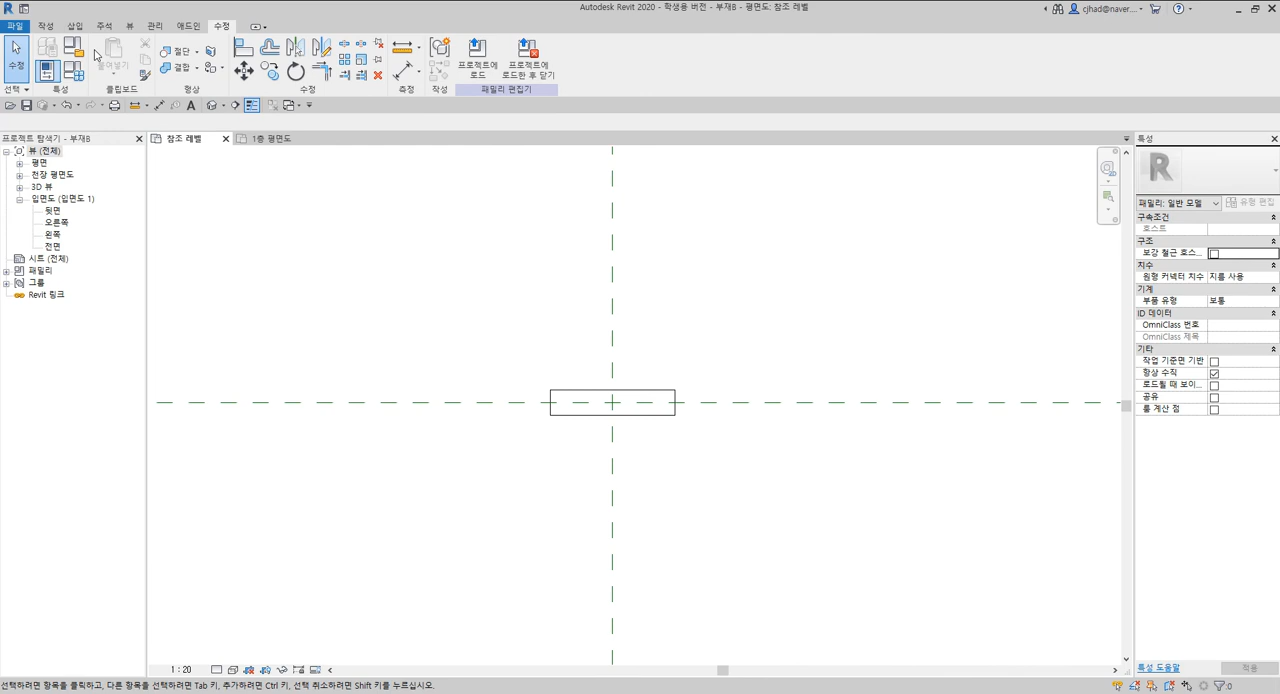 Autodesk Revit 2020 - 학생용 버전 - 부재B - 평면도: 참조 레벨
cjhad@naver....
파일 작성 삽입 주석 뷰 관리 애드인 수정
수정
붙여넣기
절단
결합
프로젝트에
로드
프로젝트에
로드한 후 닫기
선택 특성 클립보드 형상 수정 측정 작성 패밀리 편집기
프로젝트 탐색기 - 부재B
참조 레벨
1층 평면도
특성
뷰 (전체)
평면
천장 평면도
3D 뷰
입면도 (입면도 1)
뒷면
오른쪽
왼쪽
전면
시트 (전체)
패밀리
그룹
Revit 링크
2D
R
패밀리: 일반 모델
유형 편집
구속조건
호스트
구조
보강 철근 호스...
치수
원형 커넥터 치수 지름 사용
기계
부품 유형 보통
ID 데이터
OmniClass 번호
OmniClass 제목
기타
작업 기준면 기반
항상 수직
로드될 때 보이...
공유
룸 계산 점
1 : 20
특성 도움말
적용
선택하려면 항목을 클릭하고, 다른 항목을 선택하려면 Tab 키, 추가하려면 Ctrl 키, 선택 취소하려면 Shift 키를 누르십시오.
:0